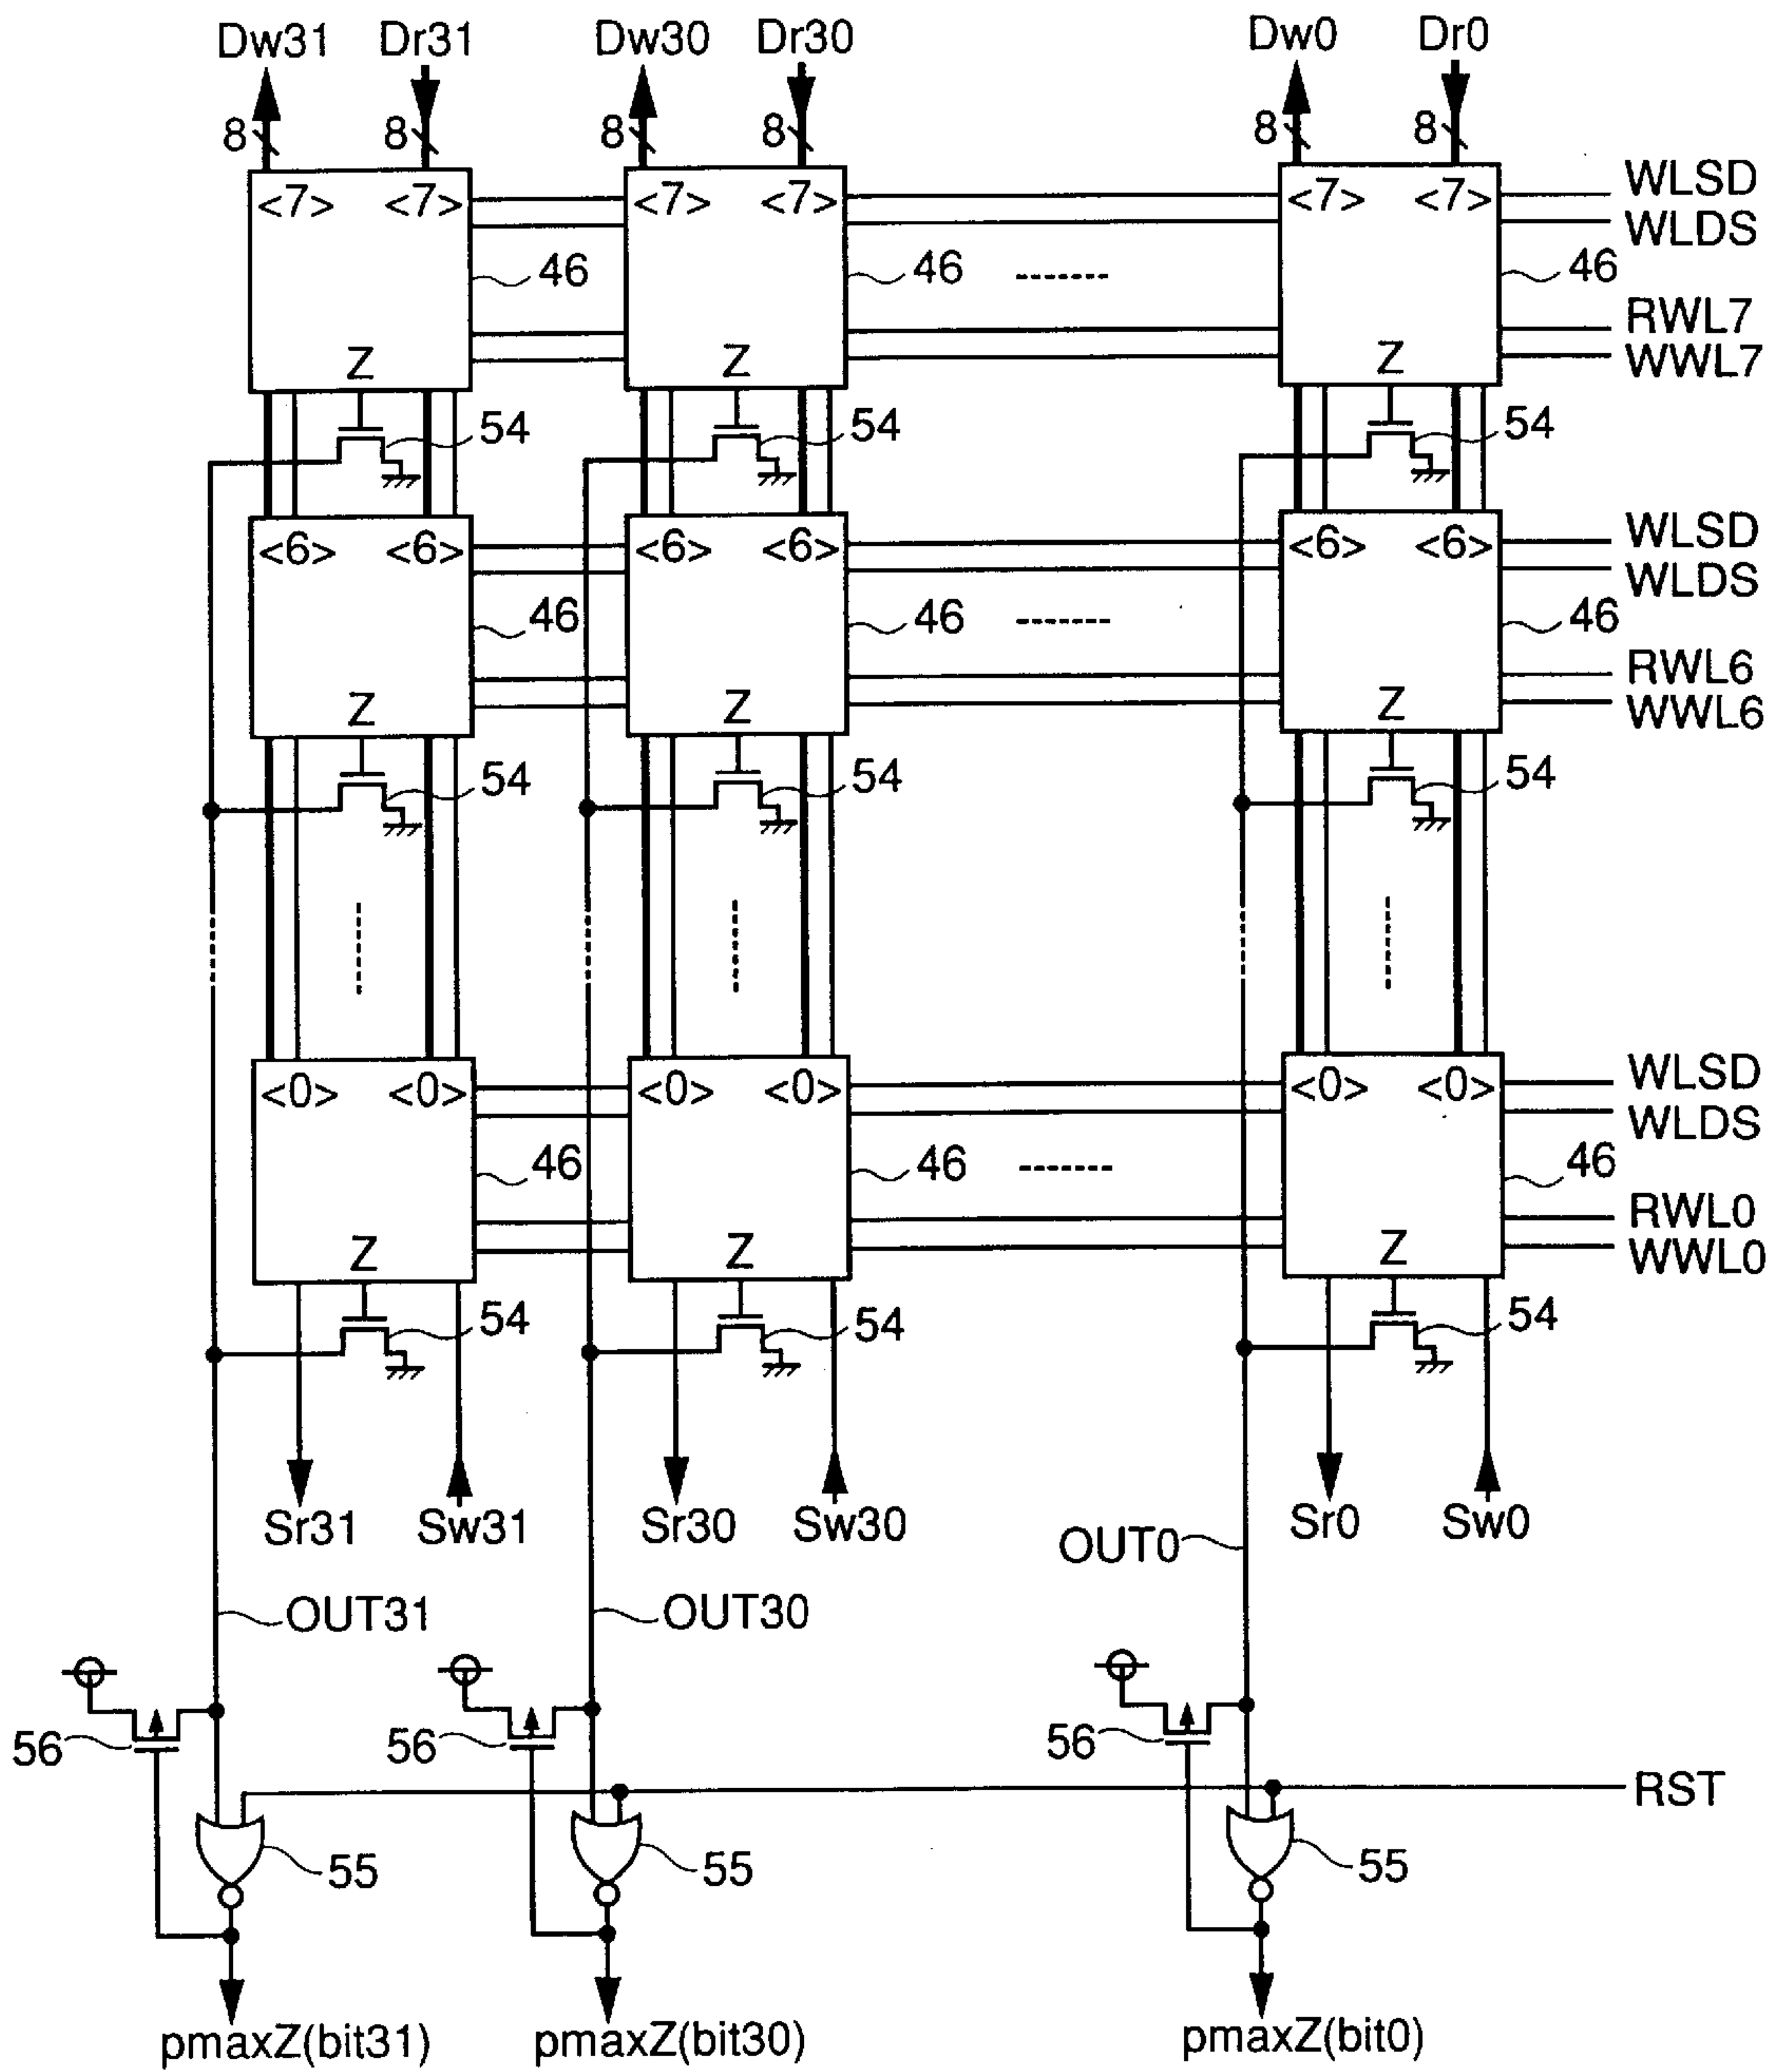 Dw31 Dr31 Dw30 Dr30 Dw0 Dr0
8 8 8 8 8 8
<7> <7> <7> <7> <7> <7> WLSD
WLDS
46 46 46
RWL7
Z Z Z WWL7
54 54 54
<6> <6> <6> <6> <6> <6> WLSD
WLDS
46 46 46
RWL6
Z Z Z WWL6
54 54 54
<0> <0> <0> <0> <0> <0> WLSD
WLDS
46 46 46
RWL0
Z Z Z WWL0
54 54 54
Sr31 Sw31 Sr30 Sw30 Sr0 Sw0
OUT0
OUT31 OUT30
56 56 56
RST
55 55 55
pmaxZ(bit31) pmaxZ(bit30) pmaxZ(bit0)